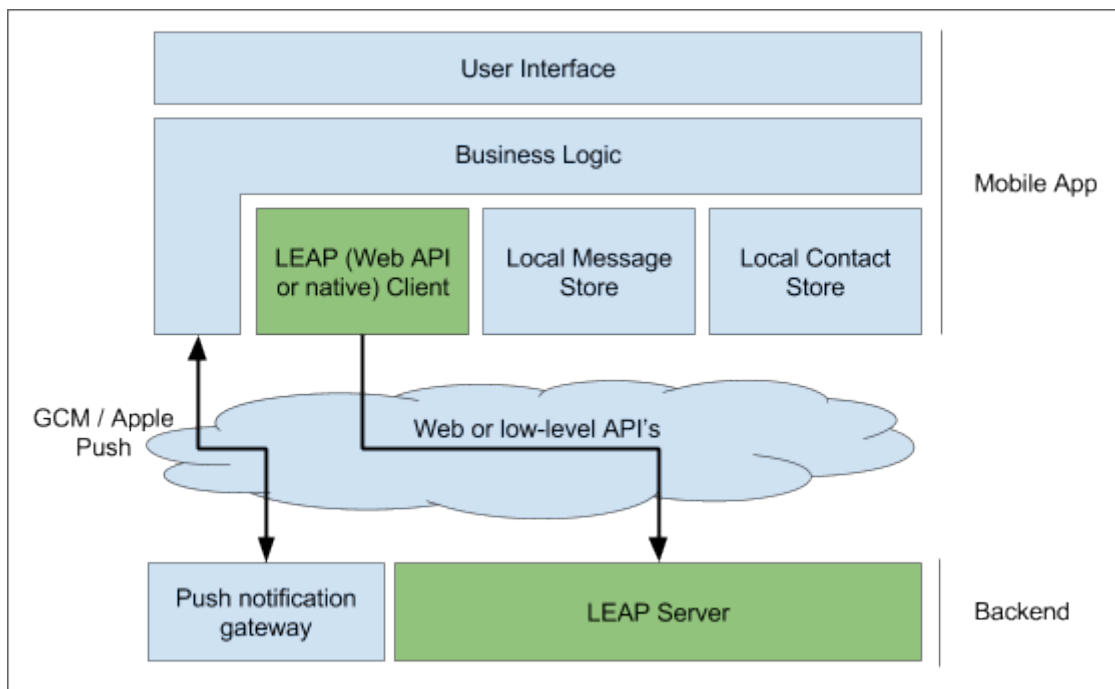 User Interface
Business Logic
Mobile App
LEAP (Web API
or native) Client
Local Message
Store
Local Contact
Store
GCM / Apple
Push
Web or low-level API's
Push notification
gateway
LEAP Server
Backend